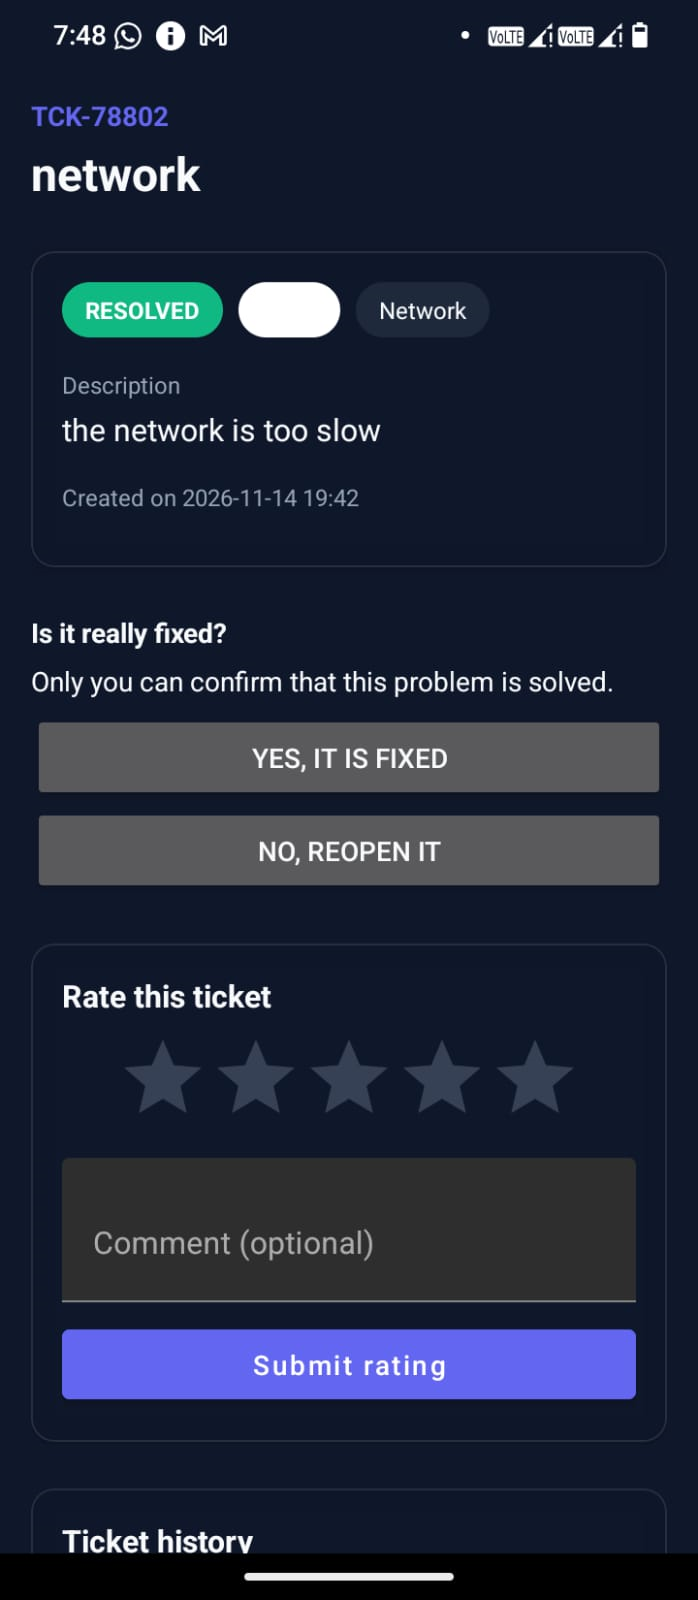 7:48
VoLTE VoLTE
TCK-78802
network
RESOLVED Network
Description
the network is too slow
Created on 2026-11-14 19:42
Is it really fixed?
Only you can confirm that this problem is solved.
YES, IT IS FIXED
NO, REOPEN IT
Rate this ticket
Comment (optional)
Submit rating
Ticket history